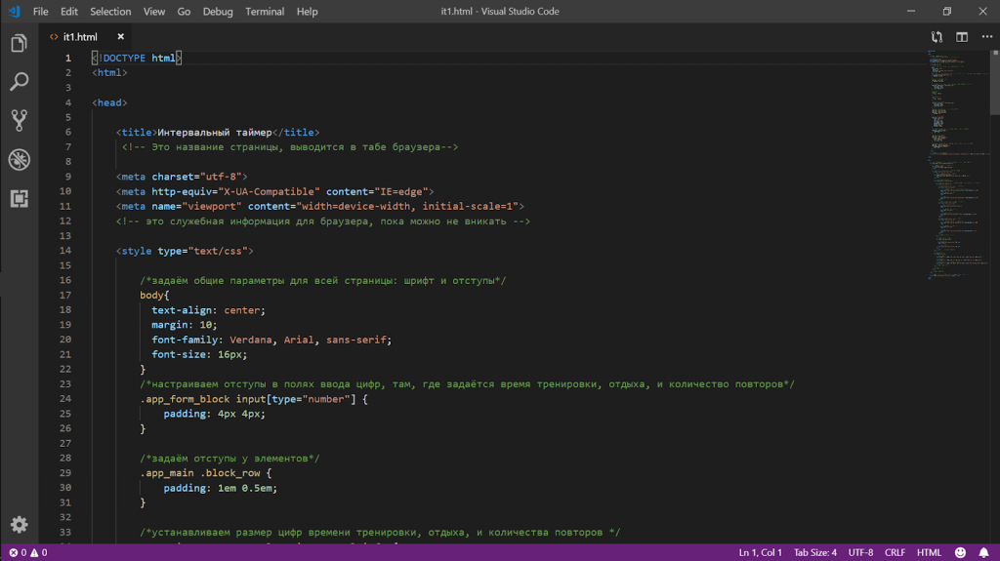 File Edit Selection View Go Debug Terminal Help
it1.html - Visual Studio Code
it1.html
1 <!DOCTYPE html>
2 <html>
3
4 <head>
5
6 <title>Интервальный таймер</title>
7 <!-- Это название страницы, выводится в табе браузера-->
8
9 <meta charset="utf-8">
10 <meta http-equiv="X-UA-Compatible" content="IE=edge">
11 <meta name="viewport" content="width=device-width, initial-scale=1">
12 <!-- это служебная информация для браузера, пока можно не вникать -->
13
14 <style type="text/css">
15
16 /*задаём общие параметры для всей страницы: шрифт и отступы*/
17 body{
18 text-align: center;
19 margin: 10;
20 font-family: Verdana, Arial, sans-serif;
21 font-size: 16px;
22 }
23 /*настраиваем отступы в полях ввода цифр, там, где задаётся время тренировки, отдыха, и количество повторов*/
24 .app_form_block input[type="number"] {
25 padding: 4px 4px;
26 }
27
28 /*задаём отступы у элементов*/
29 .app_main .block_row {
30 padding: 1em 0.5em;
31 }
32
33 /*устанавливаем размер цифр времени тренировки, отдыха, и количества повторов */
0 0 Ln 1, Col 1 Tab Size: 4 UTF-8 CRLF HTML